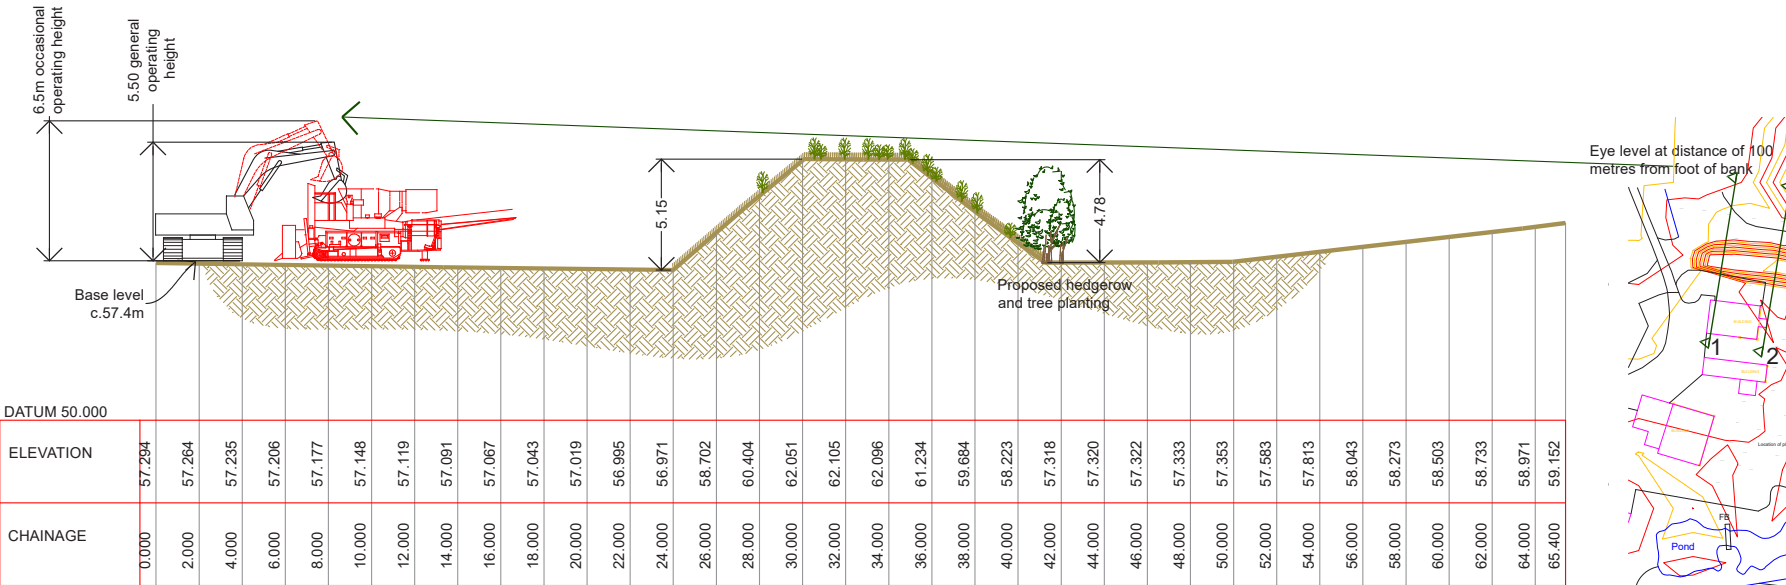 6.5m occasional
operating height
5.50 general
operating
height
5.15
4.78
Eye level at distance of 100
metres from foot of bank
Base level
c.57.4m
Proposed hedgerow
and tree planting
1
2
DATUM 50.000
ELEVATION 57.294 57.264 57.235 57.206 57.177 57.148 57.119 57.091 57.067 57.043 57.019 56.995 56.971 58.702 60.404 62.051 62.105 62.096 61.234 59.684 58.223 57.318 57.320 57.322 57.333 57.353 57.583 57.813 58.043 58.273 58.503 58.733 58.971 59.152
CHAINAGE 0.000 2.000 4.000 6.000 8.000 10.000 12.000 14.000 16.000 18.000 20.000 22.000 24.000 26.000 28.000 30.000 32.000 34.000 36.000 38.000 40.000 42.000 44.000 46.000 48.000 50.000 52.000 54.000 56.000 58.000 60.000 62.000 64.000 65.400
Location of
FB
Pond